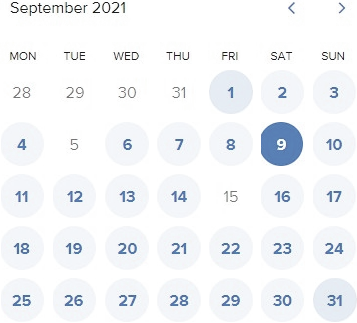 September 2021
MON TUE WED THU FRI SAT SUN
28 29 30 31 1 2 3
4 5 6 7 8 9 10
11 12 13 14 15 16 17
18 19 20 21 22 23 24
25 26 27 28 29 30 31